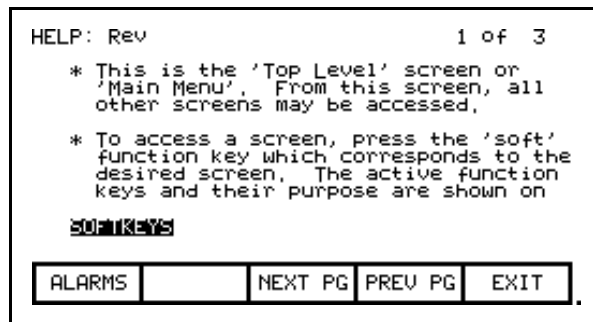 HELP: Rev 1 of 3
* This is the 'Top Level' screen or
'Main Menu'. From this screen, all
other screens may be accessed.
* To access a screen, press the 'soft'
function key which corresponds to the
desired screen. The active function
keys and their purpose are shown on
SOFTKEYS
ALARMS NEXT PG PREV PG EXIT